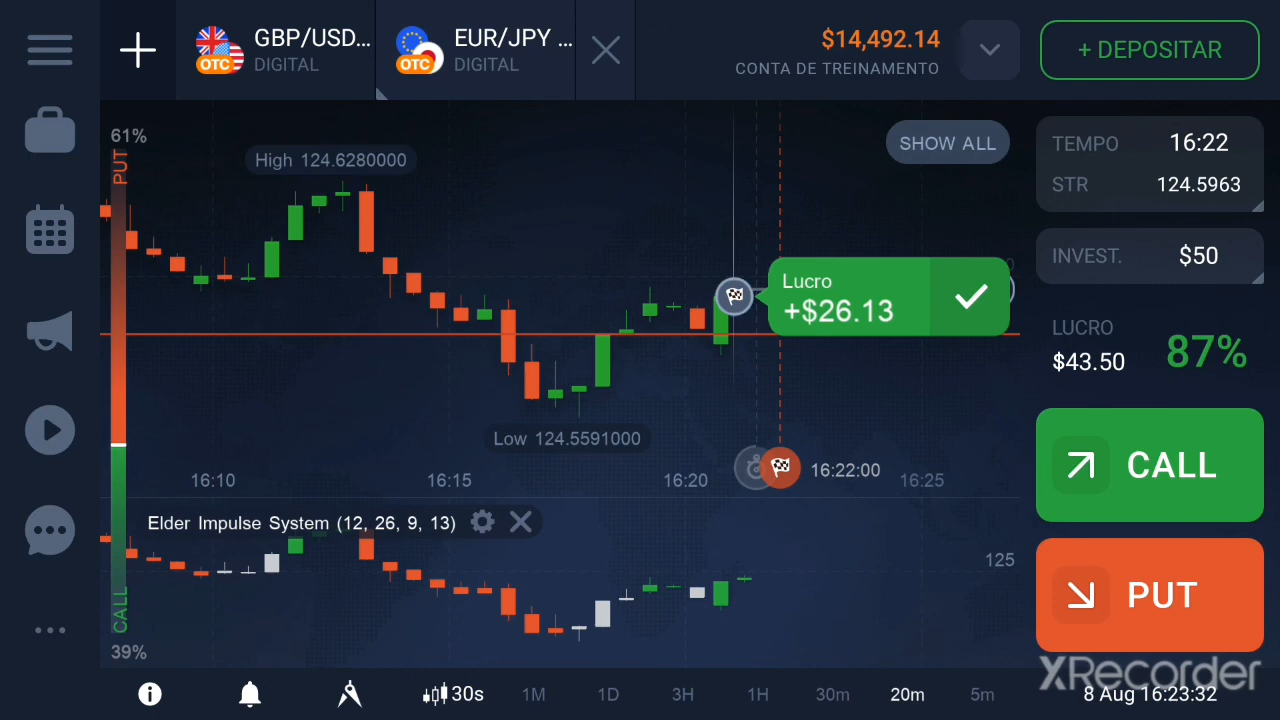 GBP/USD...
DIGITAL
OTC
EUR/JPY ...
DIGITAL
OTC
$14,492.14
CONTA DE TREINAMENTO
+ DEPOSITAR
61%
PUT
High 124.6280000
SHOW ALL
TEMPO 16:22
STR 124.5963
INVEST. $50
Lucro
+$26.13
LUCRO
$43.50
87%
Low 124.5591000
16:10 16:15 16:20 16:22:00 16:25
CALL
Elder Impulse System (12, 26, 9, 13)
125
PUT
CALL
39%
30s 1M 1D 3H 1H 30m 20m 5m
XRecorder
8 Aug 16:23:32